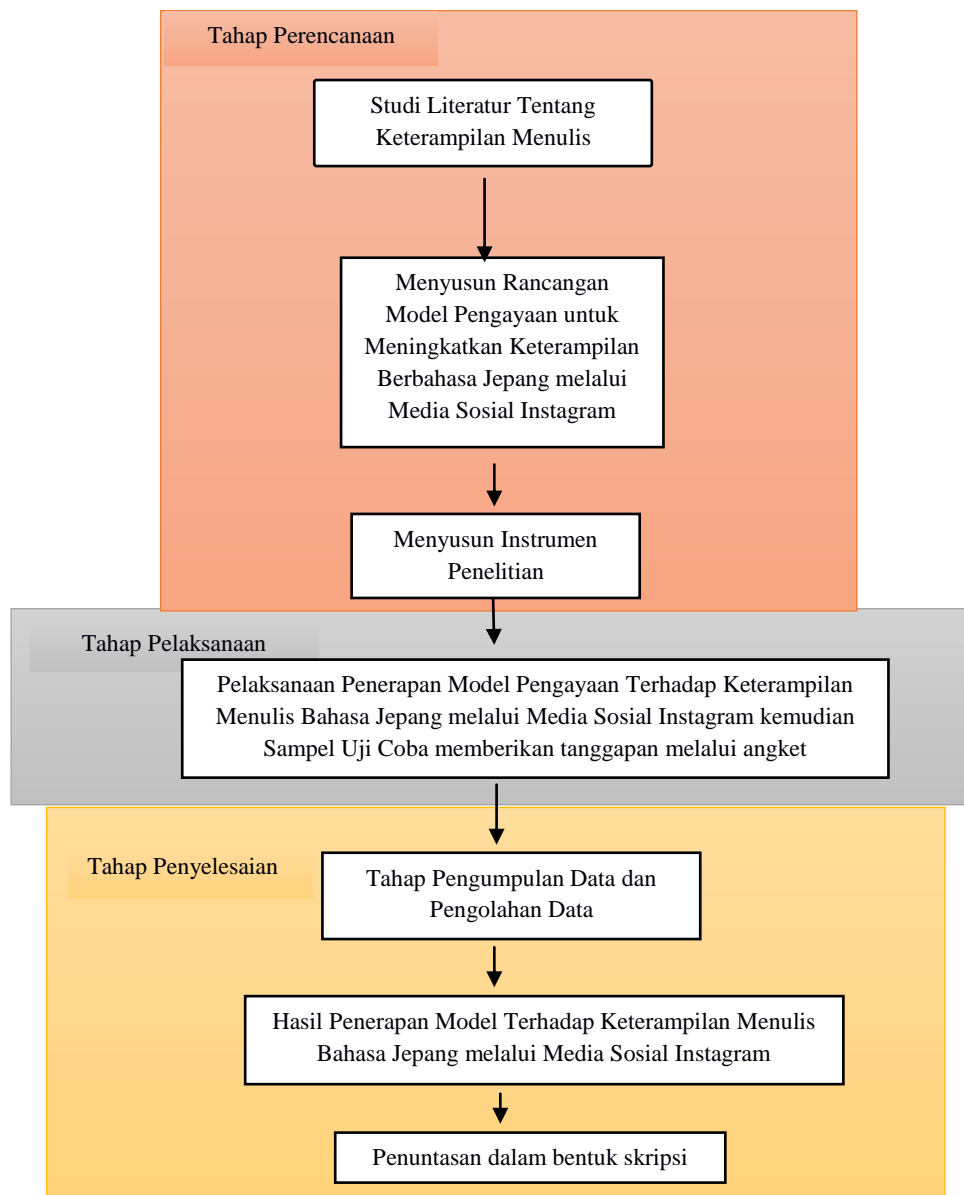 Tahap Perencanaan
Studi Literatur Tentang
Keterampilan Menulis
Menyusun Rancangan
Model Pengayaan untuk
Meningkatkan Keterampilan
Berbahasa Jepang melalui
Media Sosial Instagram
Menyusun Instrumen
Penelitian
Tahap Pelaksanaan
Pelaksanaan Penerapan Model Pengayaan Terhadap Keterampilan
Menulis Bahasa Jepang melalui Media Sosial Instagram kemudian
Sampel Uji Coba memberikan tanggapan melalui angket
Tahap Penyelesaian
Tahap Pengumpulan Data dan
Pengolahan Data
Hasil Penerapan Model Terhadap Keterampilan Menulis
Bahasa Jepang melalui Media Sosial Instagram
Penuntasan dalam bentuk skripsi